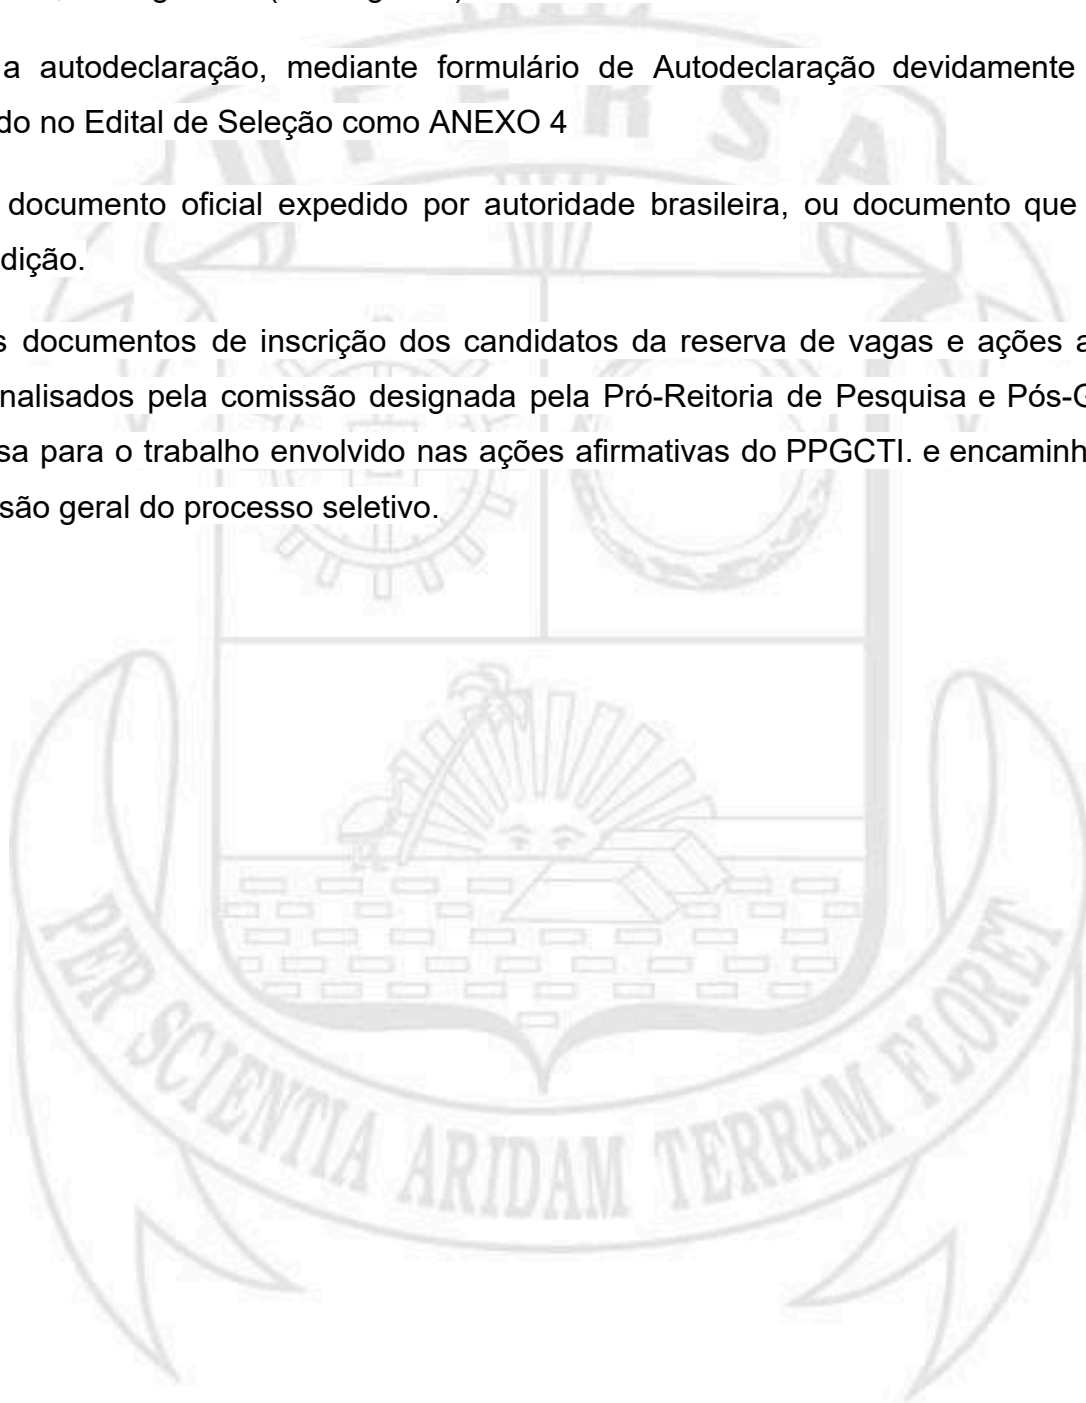 a autodeclaração, mediante formulário de Autodeclaração devidamente
do no Edital de Seleção como ANEXO 4
documento oficial expedido por autoridade brasileira, ou documento que
dição.
s documentos de inscrição dos candidatos da reserva de vagas e ações a
nalisados pela comissão designada pela Pró-Reitoria de Pesquisa e Pós-G
sa para o trabalho envolvido nas ações afirmativas do PPGCTI. e encaminh
são geral do processo seletivo.
UFERSA
PER SCIENTIA ARIDAM TERRAM FLORET